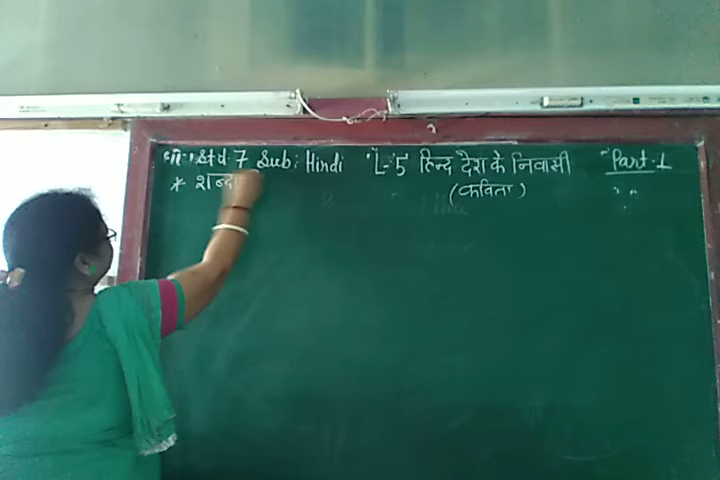 Std. 7 Sub: Hindi L-5 हिन्द देश के निवासी Part-1
(कविता)
* शब्दा